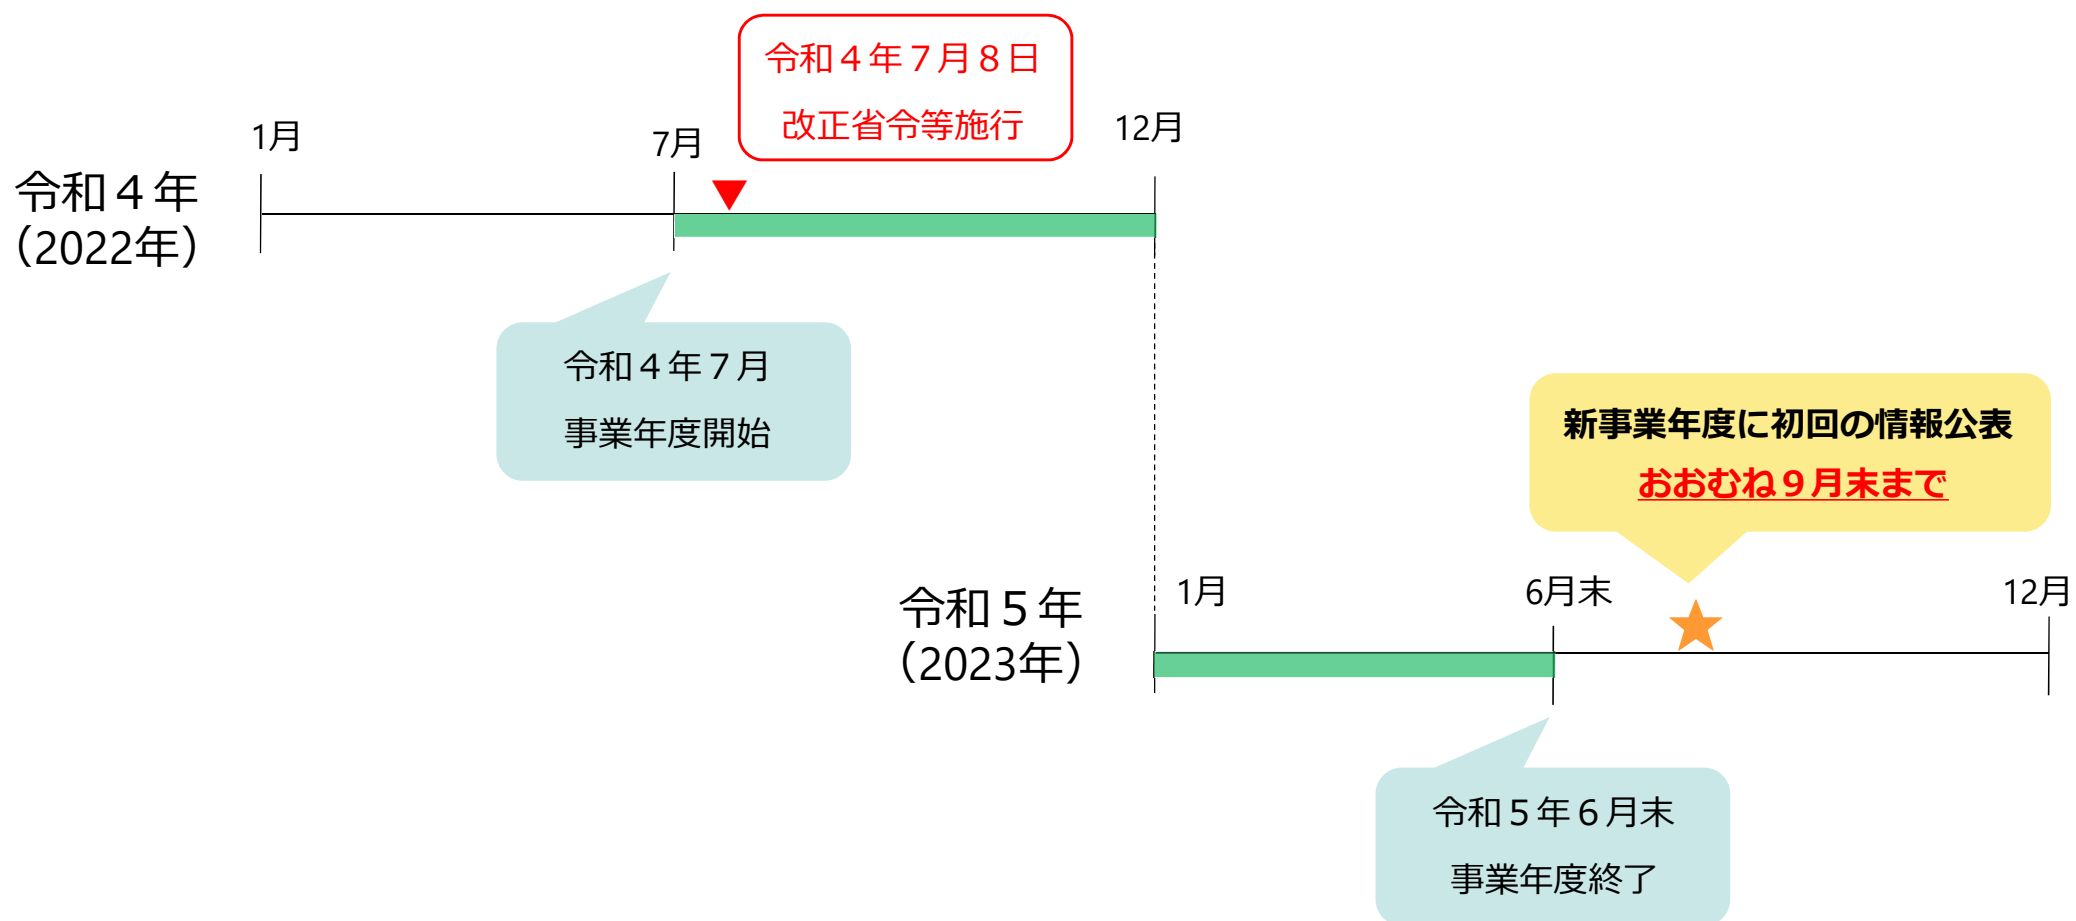 令和４年７月８日
改正省令等施行
1月
7月
12月
令和４年
（2022年）
令和４年７月
事業年度開始
新事業年度に初回の情報公表
おおむね９月末まで
令和５年
（2023年）
1月
6月末
12月
令和５年６月末
事業年度終了